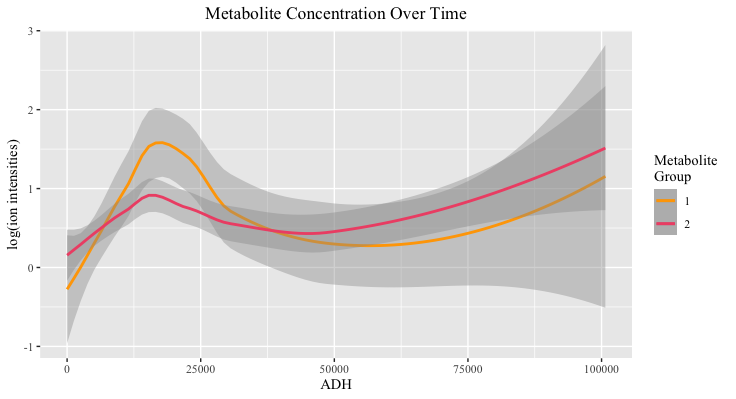 Metabolite Concentration Over Time
log(ion intensities)
3
2
1
0
-1
0 25000 50000 75000 100000
ADH
Metabolite
Group
1
2